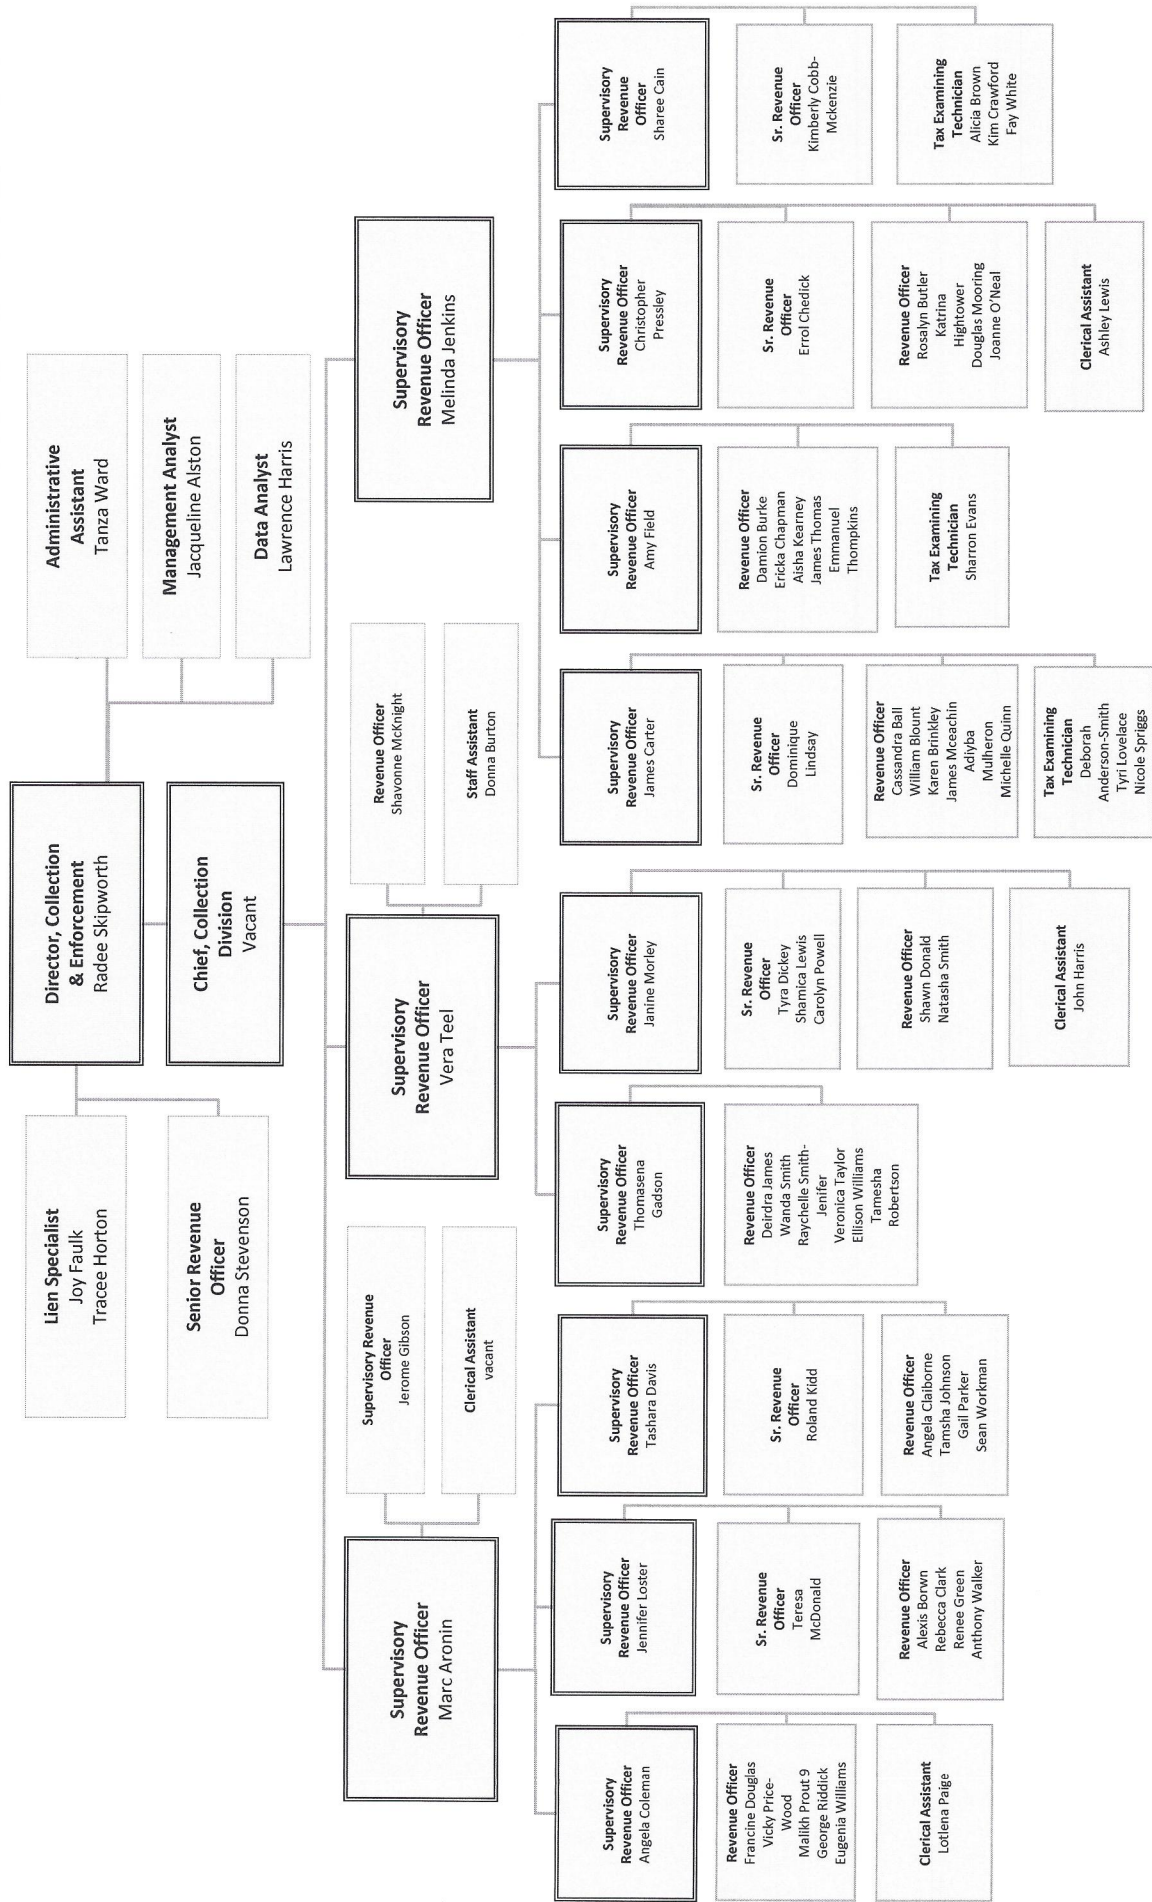 Director, Collection
& Enforcement
Radee Skipworth
Chief, Collection
Division
Vacant
Lien Specialist
Joy Faulk
Tracee Horton
Senior Revenue
Officer
Donna Stevenson
Administrative
Assistant
Tanza Ward
Management Analyst
Jacqueline Alston
Data Analyst
Lawrence Harris
Supervisory
Revenue Officer
Marc Aronin
Supervisory Revenue
Officer
Jerome Gibson
Clerical Assistant
vacant
Supervisory
Revenue Officer
Vera Teel
Revenue Officer
Shavonne McKnight
Staff Assistant
Donna Burton
Supervisory
Revenue Officer
Melinda Jenkins
Supervisory
Revenue Officer
Angela Coleman
Revenue Officer
Francine Douglas
Vicky Price-
Wood
Malikh Prout 9
George Riddick
Eugenia Williams
Clerical Assistant
Lotlena Paige
Supervisory
Revenue Officer
Jennifer Loster
Sr. Revenue
Officer
Teresa
McDonald
Revenue Officer
Alexis Borwn
Rebecca Clark
Renee Green
Anthony Walker
Supervisory
Revenue Officer
Tashara Davis
Sr. Revenue
Officer
Roland Kidd
Revenue Officer
Angela Claiborne
Tamsha Johnson
Gail Parker
Sean Workman
Supervisory
Revenue Officer
Thomasena
Gadson
Revenue Officer
Deirdra James
Wanda Smith
Raychelle Smith-
Jenifer
Veronica Taylor
Ellison Williams
Tamesha
Robertson
Supervisory
Revenue Officer
Janine Morley
Sr. Revenue
Officer
Tyra Dickey
Shamica Lewis
Carolyn Powell
Revenue Officer
Shawn Donald
Natasha Smith
Clerical Assistant
John Harris
Supervisory
Revenue Officer
James Carter
Sr. Revenue
Officer
Dominique
Lindsay
Revenue Officer
Cassandra Ball
William Blount
Karen Brinkley
James Mceachin
Adiyba
Mulheron
Michelle Quinn
Tax Examining
Technician
Deborah
Anderson-Smith
Tyri Lovelace
Nicole Spriggs
Supervisory
Revenue Officer
Amy Field
Revenue Officer
Damion Burke
Ericka Chapman
Aisha Kearney
James Thomas
Emmanuel
Thompkins
Tax Examining
Technician
Sharron Evans
Supervisory
Revenue Officer
Christopher
Pressley
Sr. Revenue
Officer
Errol Chedick
Revenue Officer
Rosalyn Butler
Katrina
Hightower
Douglas Mooring
Joanne O'Neal
Clerical Assistant
Ashley Lewis
Supervisory
Revenue
Officer
Sharee Cain
Sr. Revenue
Officer
Kimberly Cobb-
Mckenzie
Tax Examining
Technician
Alicia Brown
Kim Crawford
Fay White